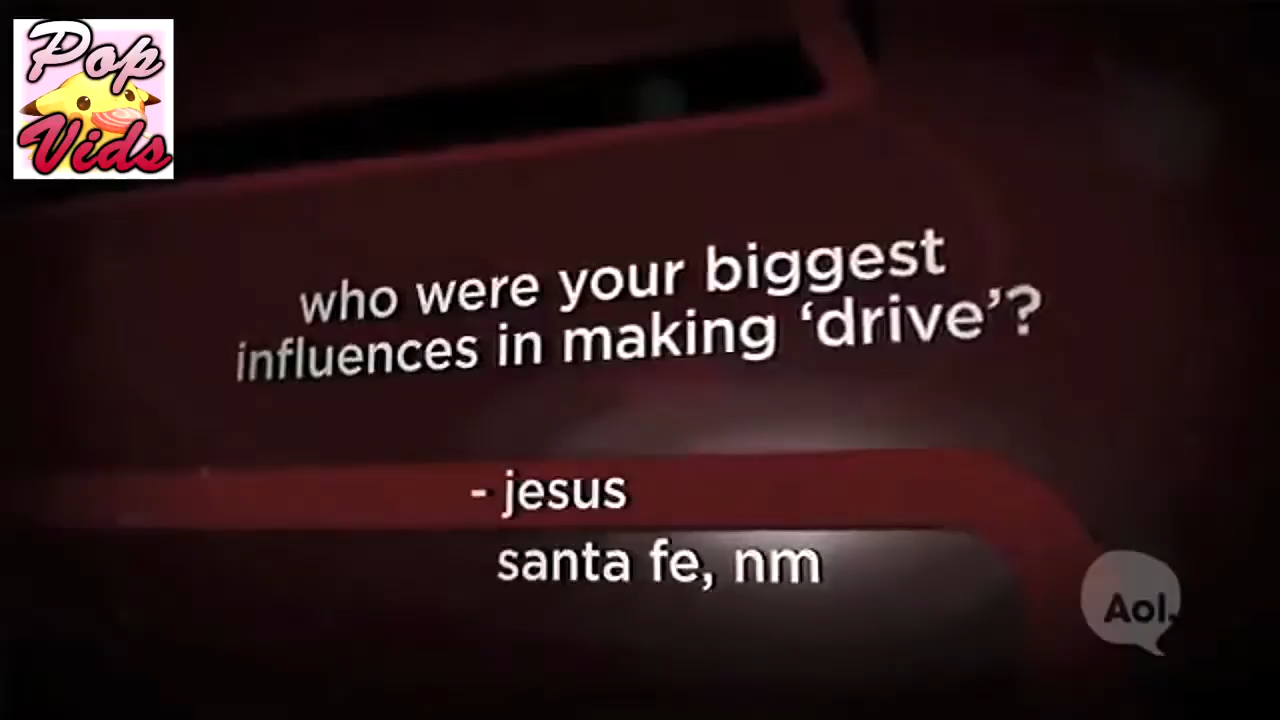 Pop
Vids
who were your biggest
influences in making ‘drive’?
- jesus
santa fe, nm
Aol.